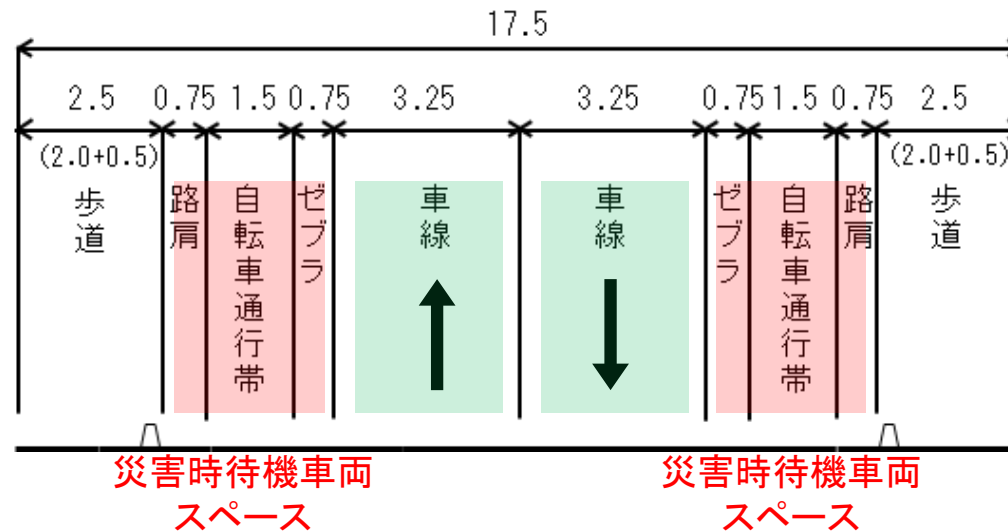 17.5
2.5 0.75 1.5 0.75 3.25 3.25 0.75 1.5 0.75 2.5
(2.0+0.5) (2.0+0.5)
歩道
路肩
自転車通行帯
ゼブラ
車線
車線
ゼブラ
自転車通行帯
路肩
歩道
災害時待機車両
スペース
災害時待機車両
スペース